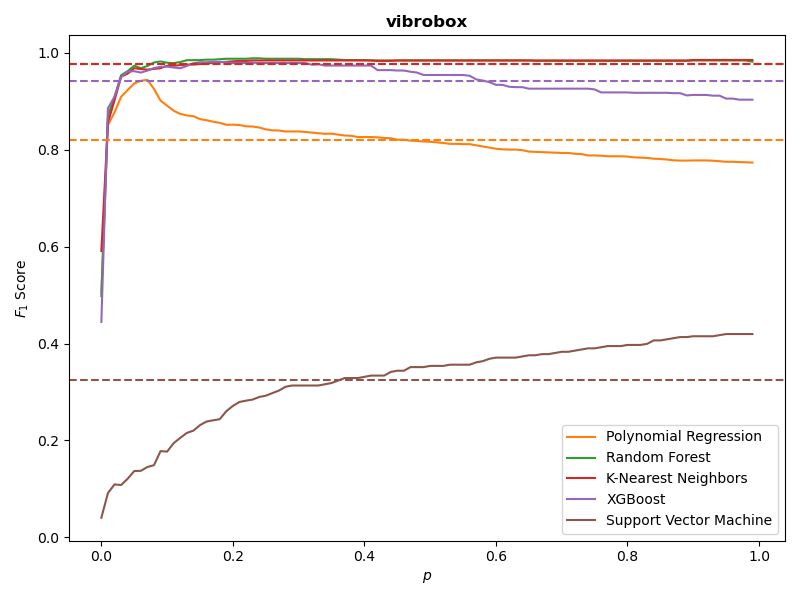 vibrobox
F1 Score
1.0
0.8
0.6
0.4
0.2
0.0
0.0 0.2 0.4 0.6 0.8 1.0
p
Polynomial Regression
Random Forest
K-Nearest Neighbors
XGBoost
Support Vector Machine